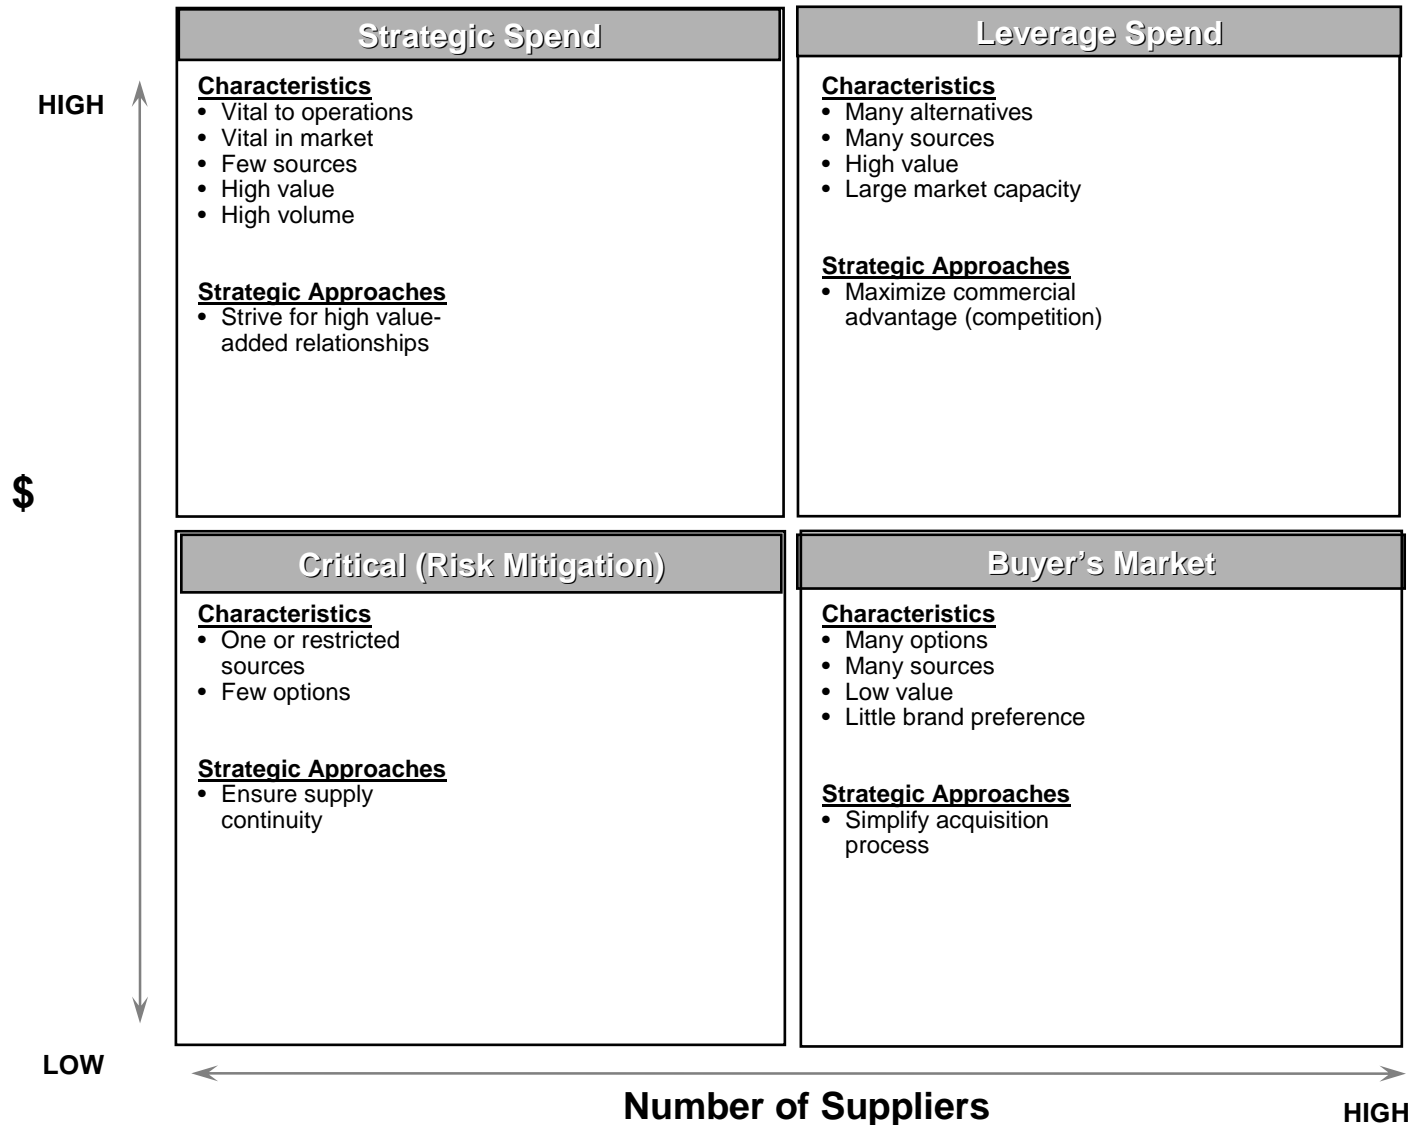 Strategic Spend
Characteristics
• Vital to operations
• Vital in market
• Few sources
• High value
• High volume
Strategic Approaches
• Strive for high value-
added relationships
Leverage Spend
Characteristics
• Many alternatives
• Many sources
• High value
• Large market capacity
Strategic Approaches
• Maximize commercial
advantage (competition)
HIGH
$
Critical (Risk Mitigation)
Characteristics
• One or restricted
sources
• Few options
Strategic Approaches
• Ensure supply
continuity
Buyer’s Market
Characteristics
• Many options
• Many sources
• Low value
• Little brand preference
Strategic Approaches
• Simplify acquisition
process
LOW
Number of Suppliers
HIGH